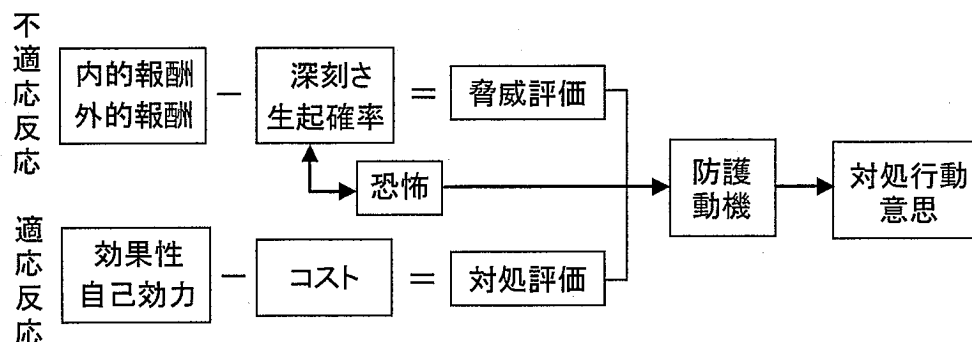 不適応反応
内的報酬
外的報酬
−
深刻さ
生起確率
=
脅威評価
恐怖
防護
動機
対処行動
意思
適応反応
効果性
自己効力
−
コスト
=
対処評価